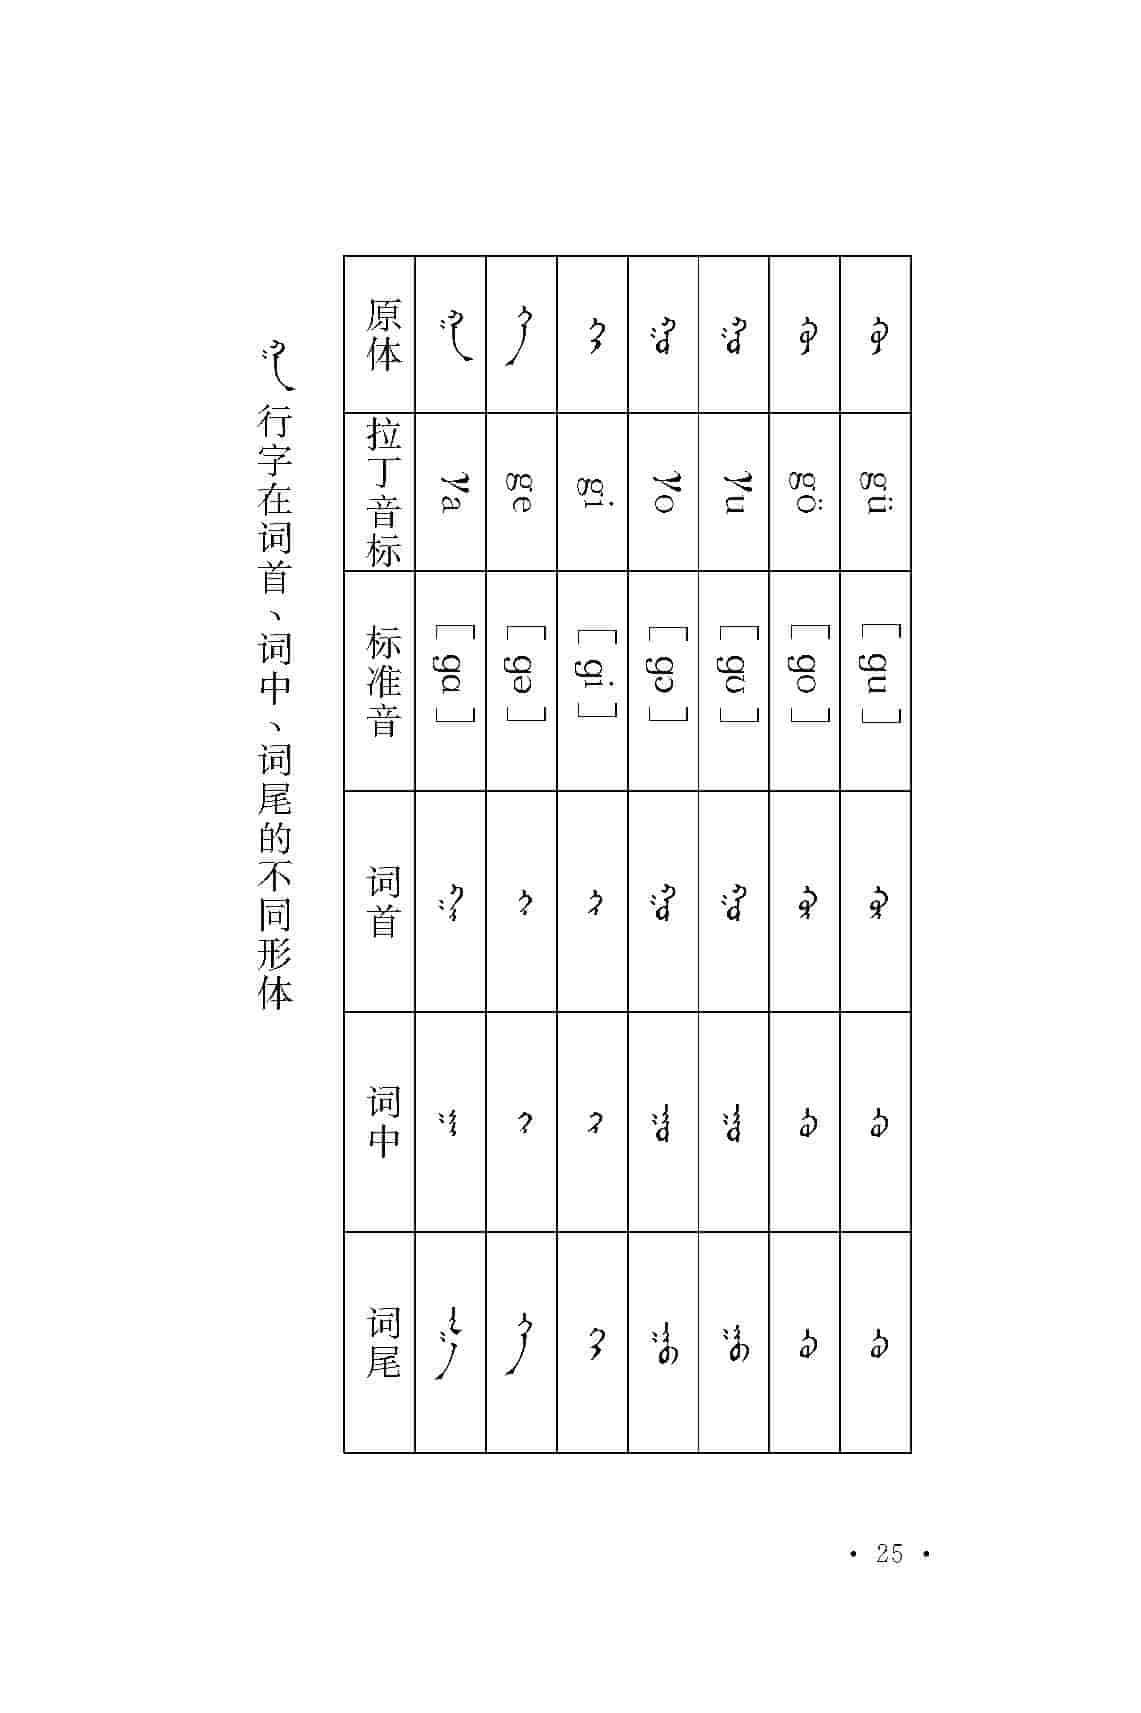 ᠭᠠ 行字在词首、词中、词尾的不同形体
原体 拉丁音标 标准音 词首 词中 词尾
ᠭᠠ γa [gɑ] ᠭᠠ‍ ‍ᠭᠠ‍ ‍ᠭᠠ
ᠭᠡ ge [gə] ᠭᠡ‍ ‍ᠭᠡ‍ ‍ᠭᠡ
ᠭᠢ gi [gi] ᠭᠢ‍ ‍ᠭᠢ‍ ‍ᠭᠢ
ᠭᠣ γo [gɔ] ᠭᠣ‍ ‍ᠭᠣ‍ ‍ᠭᠣ
ᠭᠤ γu [gʊ] ᠭᠤ‍ ‍ᠭᠤ‍ ‍ᠭᠤ
ᠭᠥ gö [go] ᠭᠥ‍ ‍ᠭᠥ‍ ‍ᠭᠥ
ᠭᠦ gü [gu] ᠭᠦ‍ ‍ᠭᠦ‍ ‍ᠭᠦ
· 25 ·